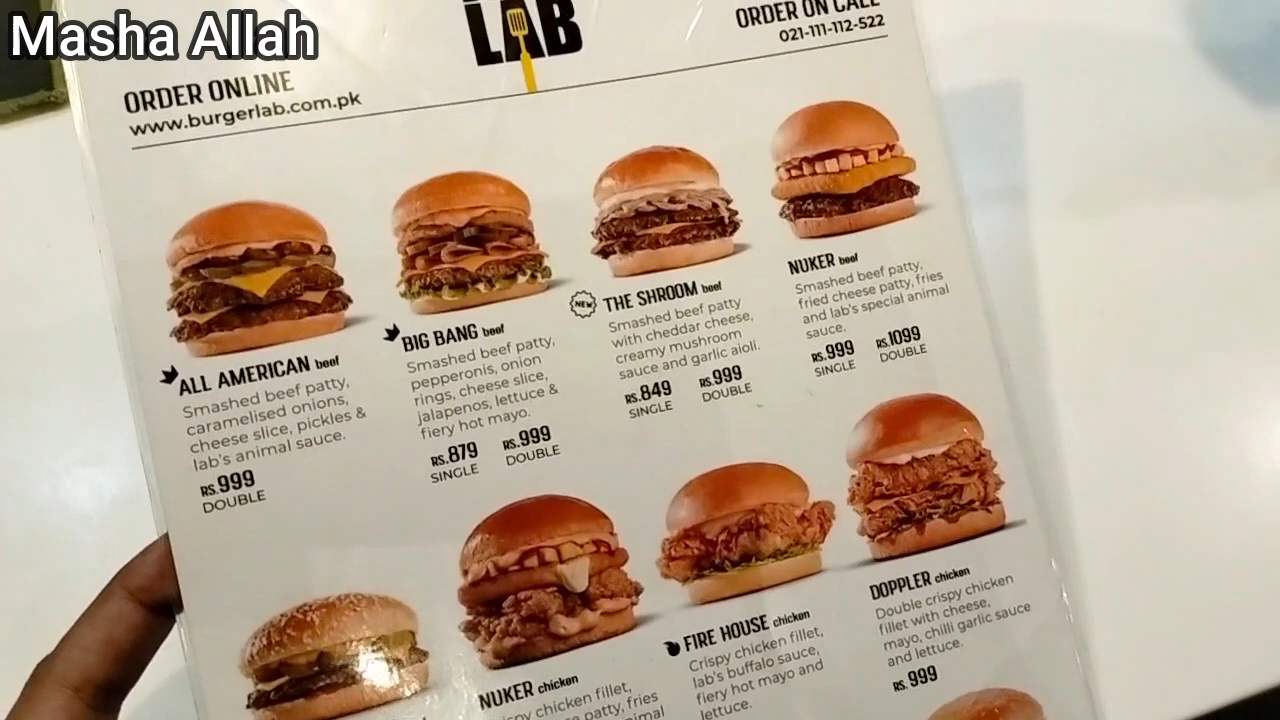 Masha Allah
LAB
ORDER ONLINE
www.burgerlab.com.pk
ORDER ON CALL
021-111-112-522
ALL AMERICAN beef
Smashed beef patty,
caramelised onions,
cheese slice, pickles &
lab's animal sauce.
RS.999
DOUBLE
BIG BANG beef
Smashed beef patty,
pepperonis, onion
rings, cheese slice,
jalapenos, lettuce &
fiery hot mayo.
RS.879 RS.999
SINGLE DOUBLE
NEW
THE SHROOM beef
Smashed beef patty
with cheddar cheese,
creamy mushroom
sauce and garlic aioli.
RS.849 RS.999
SINGLE DOUBLE
NUKER beef
Smashed beef patty,
fried cheese patty, fries
and lab's special animal
sauce.
RS.999 RS.1099
SINGLE DOUBLE
NUKER chicken
chicken fillet,
patty, fries
FIRE HOUSE chicken
Crispy chicken fillet,
lab's buffalo sauce,
fiery hot mayo and
lettuce.
DOPPLER chicken
Double crispy chicken
fillet with cheese,
mayo, chilli garlic sauce
and lettuce.
RS.999